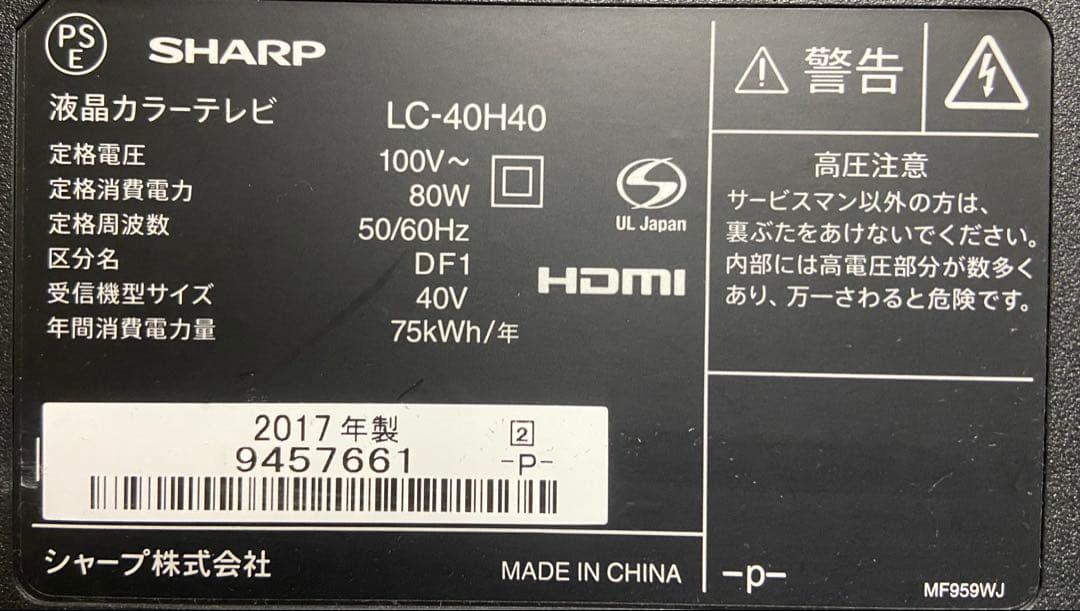 PS
E
SHARP
液晶カラーテレビ LC-40H40
定格電圧 100V～
定格消費電力 80W
定格周波数 50/60Hz
区分名 DF1
受信機型サイズ 40V
年間消費電力量 75kWh/年
UL Japan
HDMI
2017年製 2
9457661 -P-
シャープ株式会社 MADE IN CHINA
警告
高圧注意
サービスマン以外の方は、
裏ぶたをあけないでください。
内部には高電圧部分が数多く
あり、万一さわると危険です。
-p-
MF959WJ